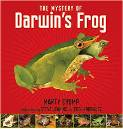 THE MYSTERY OF
Darwin's Frog
MARTY CRUMP